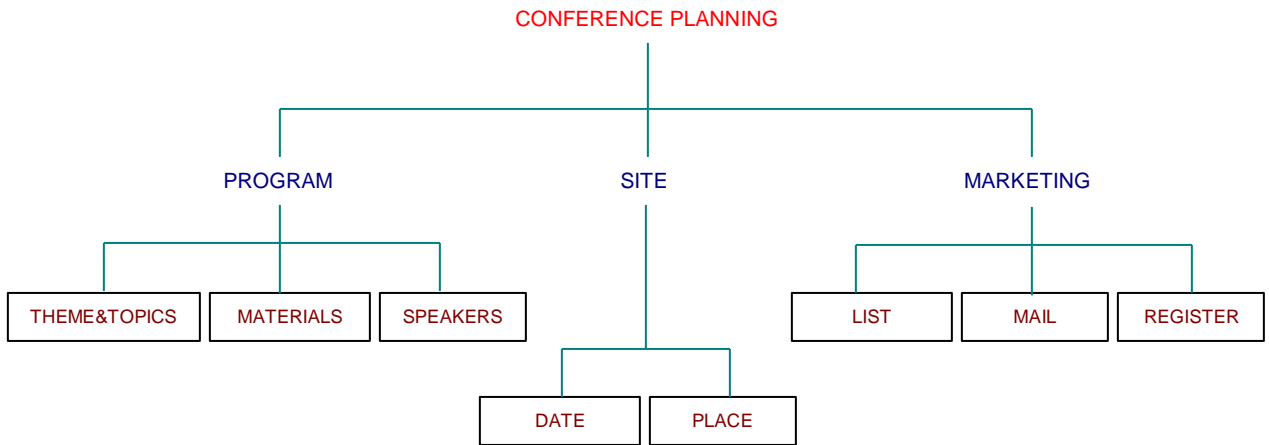 CONFERENCE PLANNING
PROGRAM
SITE
MARKETING
THEME&TOPICS
MATERIALS
SPEAKERS
LIST
MAIL
REGISTER
DATE
PLACE